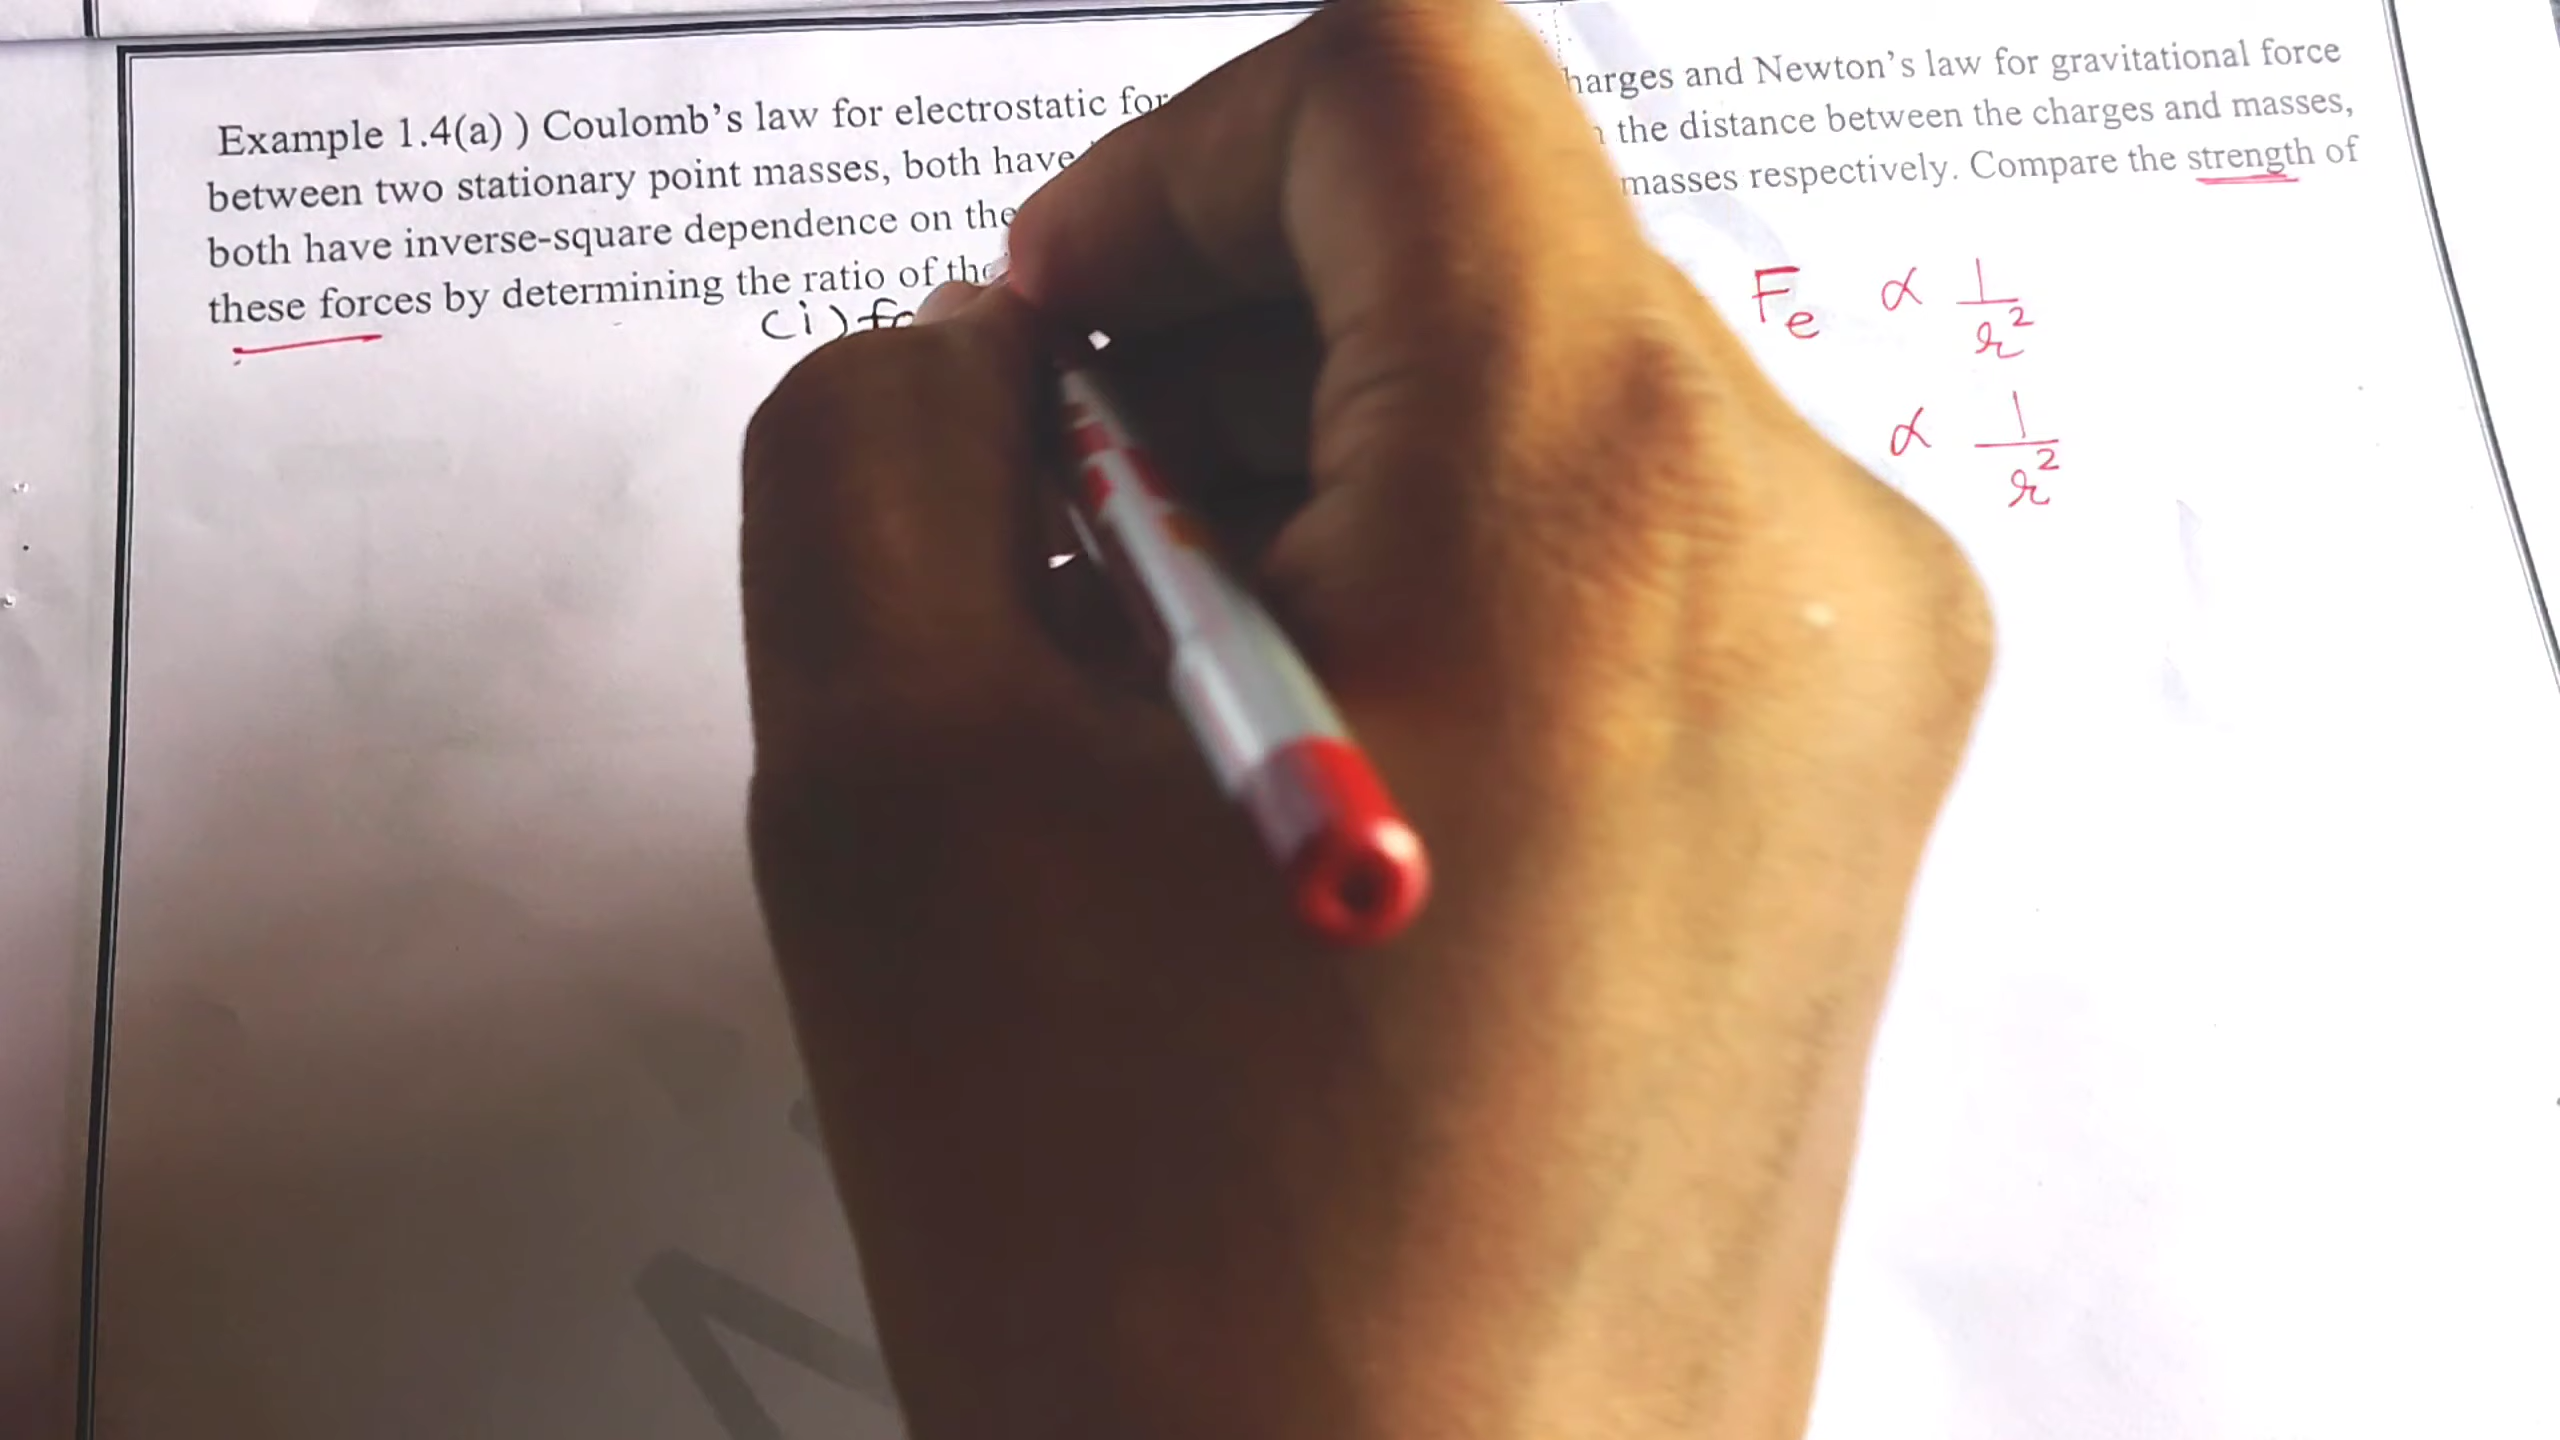 Example 1.4(a) ) Coulomb's law for electrostatic harges and Newton's law for gravitational force
between two stationary point masses, both have the distance between the charges and masses,
both have inverse-square dependence on the masses respectively. Compare the strength of
these forces by determining the ratio of
(i)
Fe ∝ 1/r²
∝ 1/r²